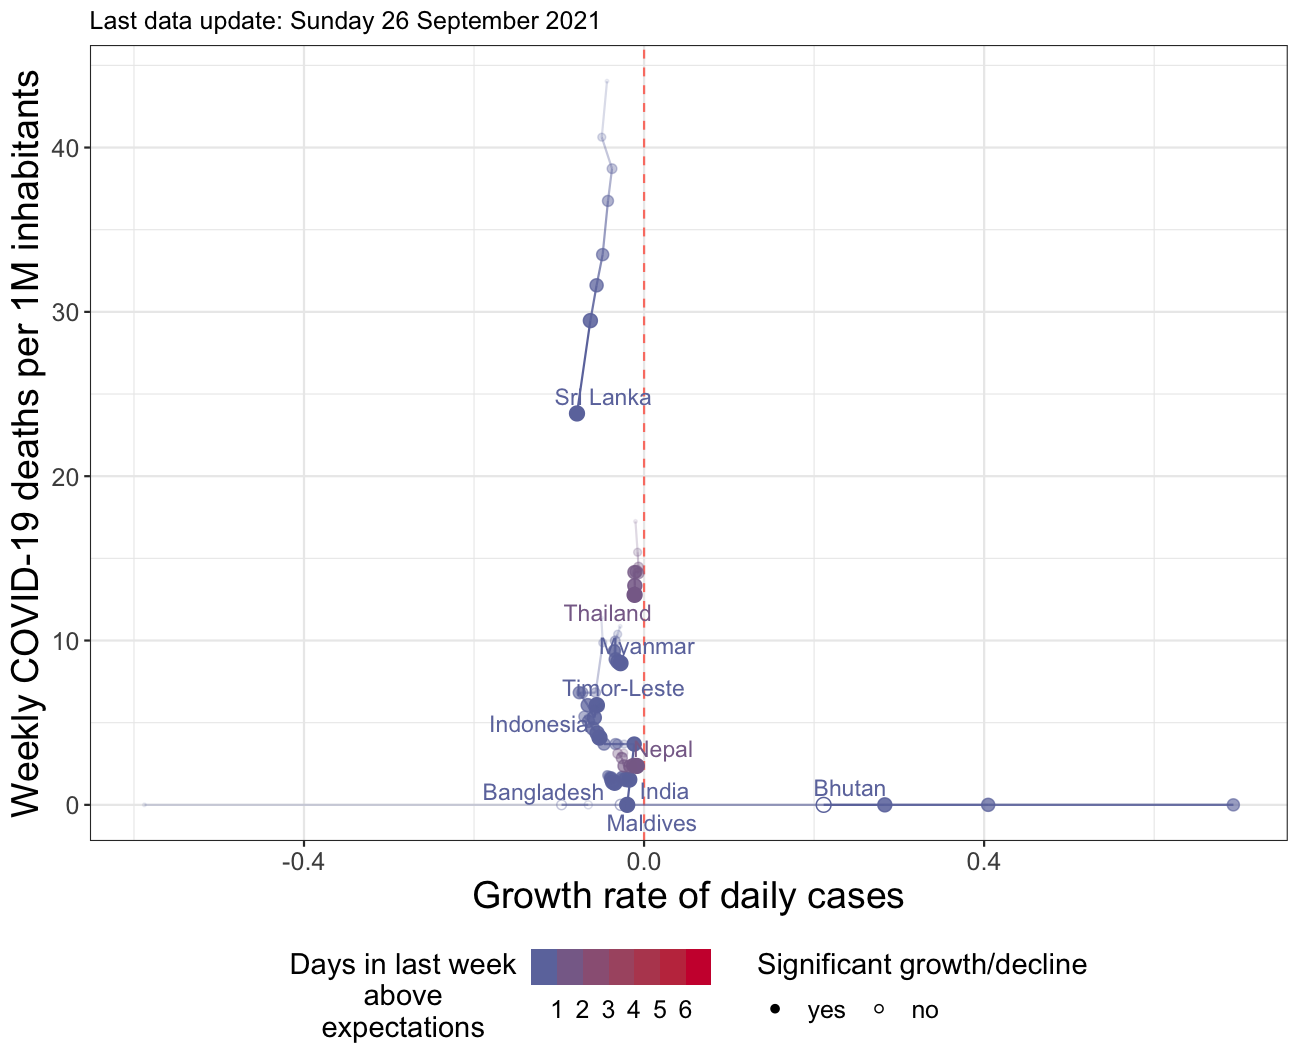 Last data update: Sunday 26 September 2021
Weekly COVID-19 deaths per 1M inhabitants
40
30
20
10
0
Sri Lanka
Thailand
Myanmar
Timor-Leste
Indonesia
Nepal
Bangladesh
India
Bhutan
Maldives
-0.4
0.0
0.4
Growth rate of daily cases
Days in last week
above
expectations
1 2 3 4 5 6
Significant growth/decline
yes
no